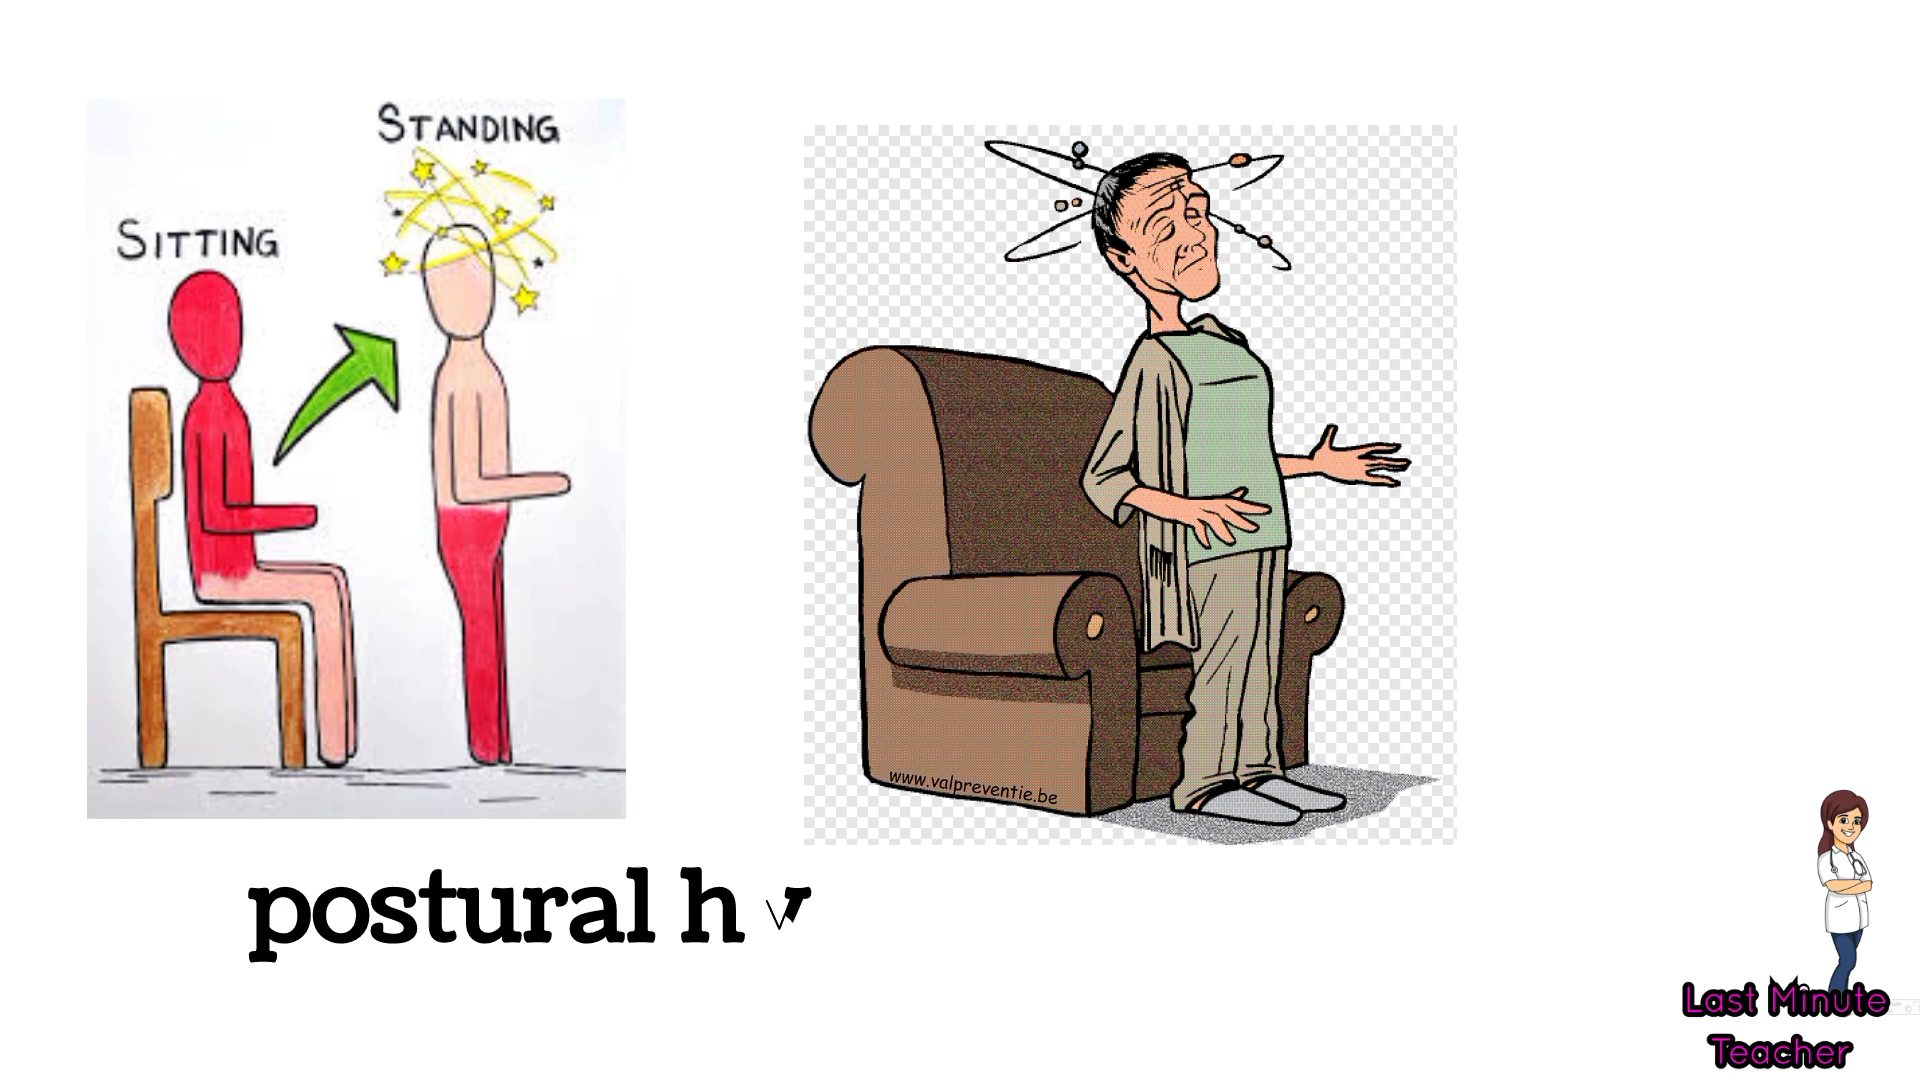 STANDING
SITTING
www.valpreventie.be
postural h
Last Minute
Teacher